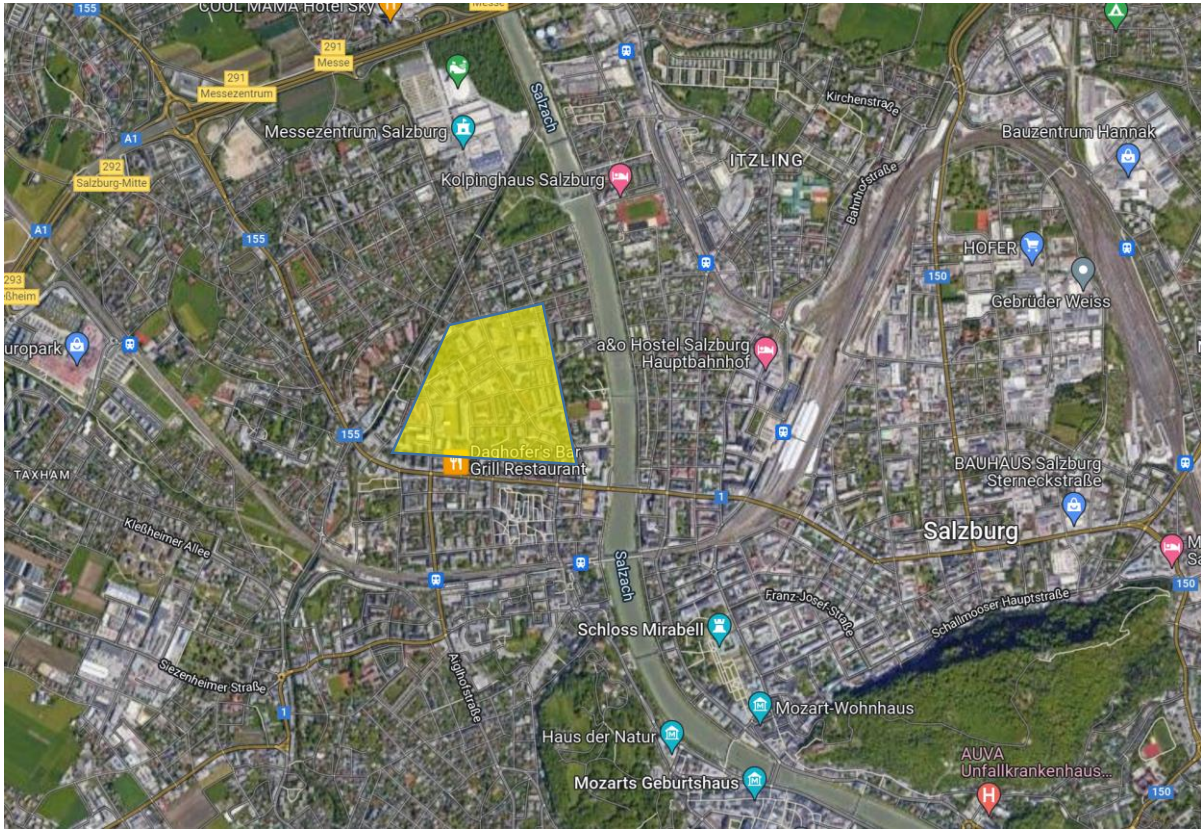 155
COOL MAMA Hotel Sky
Messe
291
Messe
291
Messezentrum
A1
Messezentrum Salzburg
Salzach
Kirchenstraße
ITZLING
Bauzentrum Hannak
292
Salzburg-Mitte
Kolpinghaus Salzburg
Bahnhofstraße
A1
155
HOFER
150
293
eßheim
Gebrüder Weiss
uropark
a&o Hostel Salzburg
Hauptbahnhof
155
Daghofer's Bar
Grill Restaurant
TAXHAM
BAUHAUS Salzburg
Sterneckstraße
1
Salzburg
Kleßheimer Allee
M
Sa
Salzach
150
Franz-Josef-Straße
Schallmooser Hauptstraße
Schloss Mirabell
Siezenheimer Straße
Aiglhofstraße
1
Mozart-Wohnhaus
Haus der Natur
AUVA
Unfallkrankenhaus...
Mozarts Geburtshaus
H
150